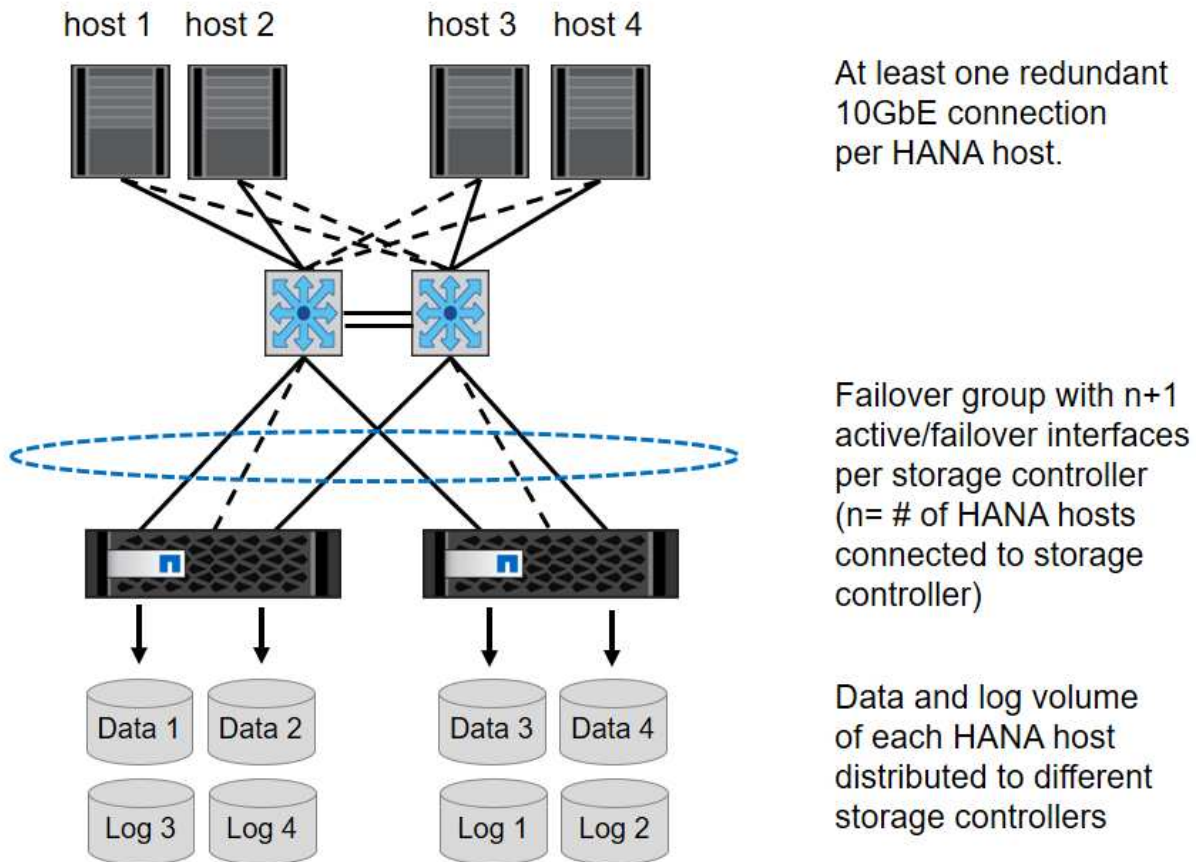 host 1 host 2 host 3 host 4
At least one redundant
10GbE connection
per HANA host.
Failover group with n+1
active/failover interfaces
per storage controller
(n= # of HANA hosts
connected to storage
controller)
Data 1 Data 2 Data 3 Data 4
Log 3 Log 4 Log 1 Log 2
Data and log volume
of each HANA host
distributed to different
storage controllers